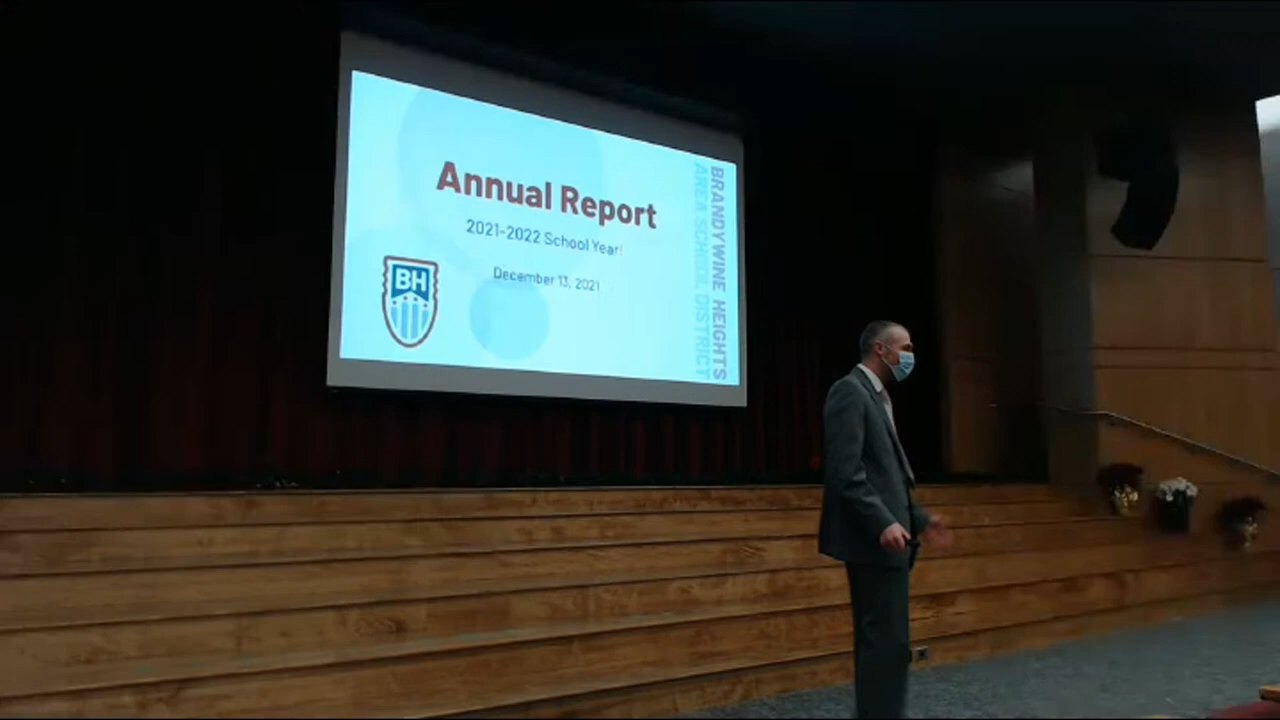 Annual Report
2021-2022 School Year!
December 13, 2021
BH
BRANDYWINE HEIGHTS
AREA SCHOOL DISTRICT